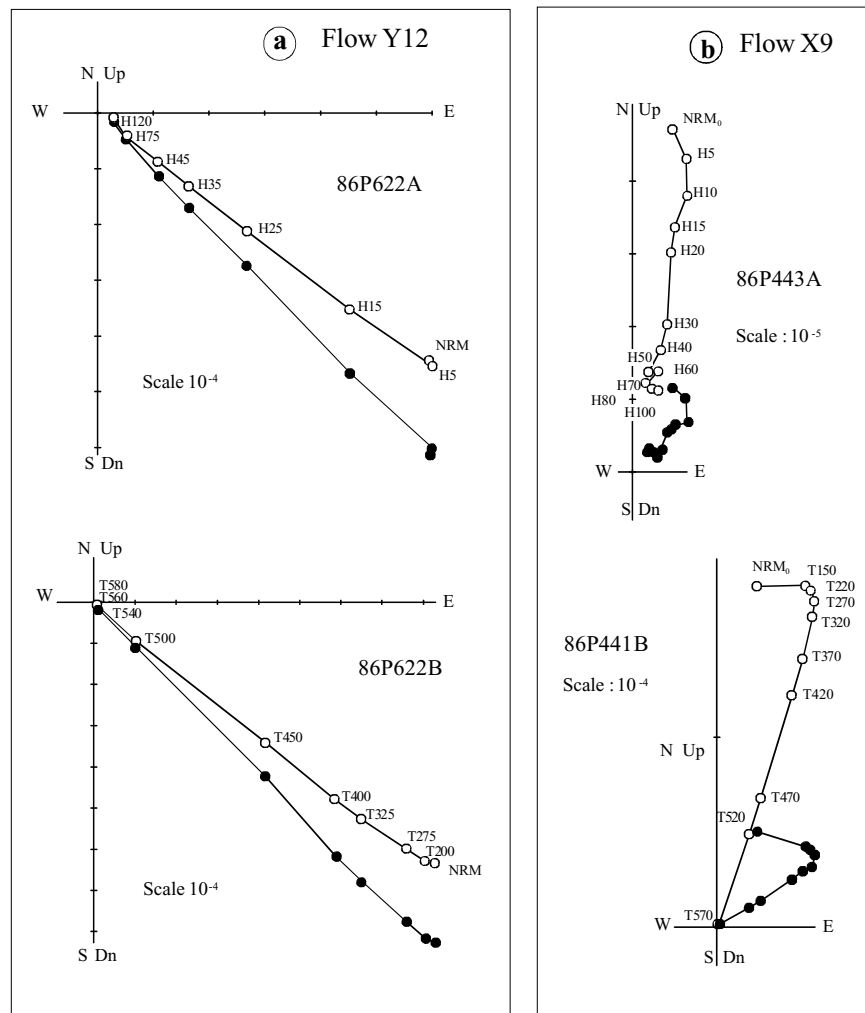 a Flow Y12
N Up
W
E
H120
H75
H45
H35
H25
H15
NRM
H5
86P622A
Scale 10⁻⁴
S Dn
N Up
W
E
T580
T560
T540
T500
T450
T400
T325
T275
T200
NRM
86P622B
Scale 10⁻⁴
S Dn
b Flow X9
N Up
NRM₀
H5
H10
H15
H20
H30
H40
H50
H60
H70
H80
H100
86P443A
Scale : 10⁻⁵
W
E
S Dn
NRM₀
T150
T220
T270
T320
T370
T420
T470
T520
T570
86P441B
Scale : 10⁻⁴
N Up
W
E
S Dn